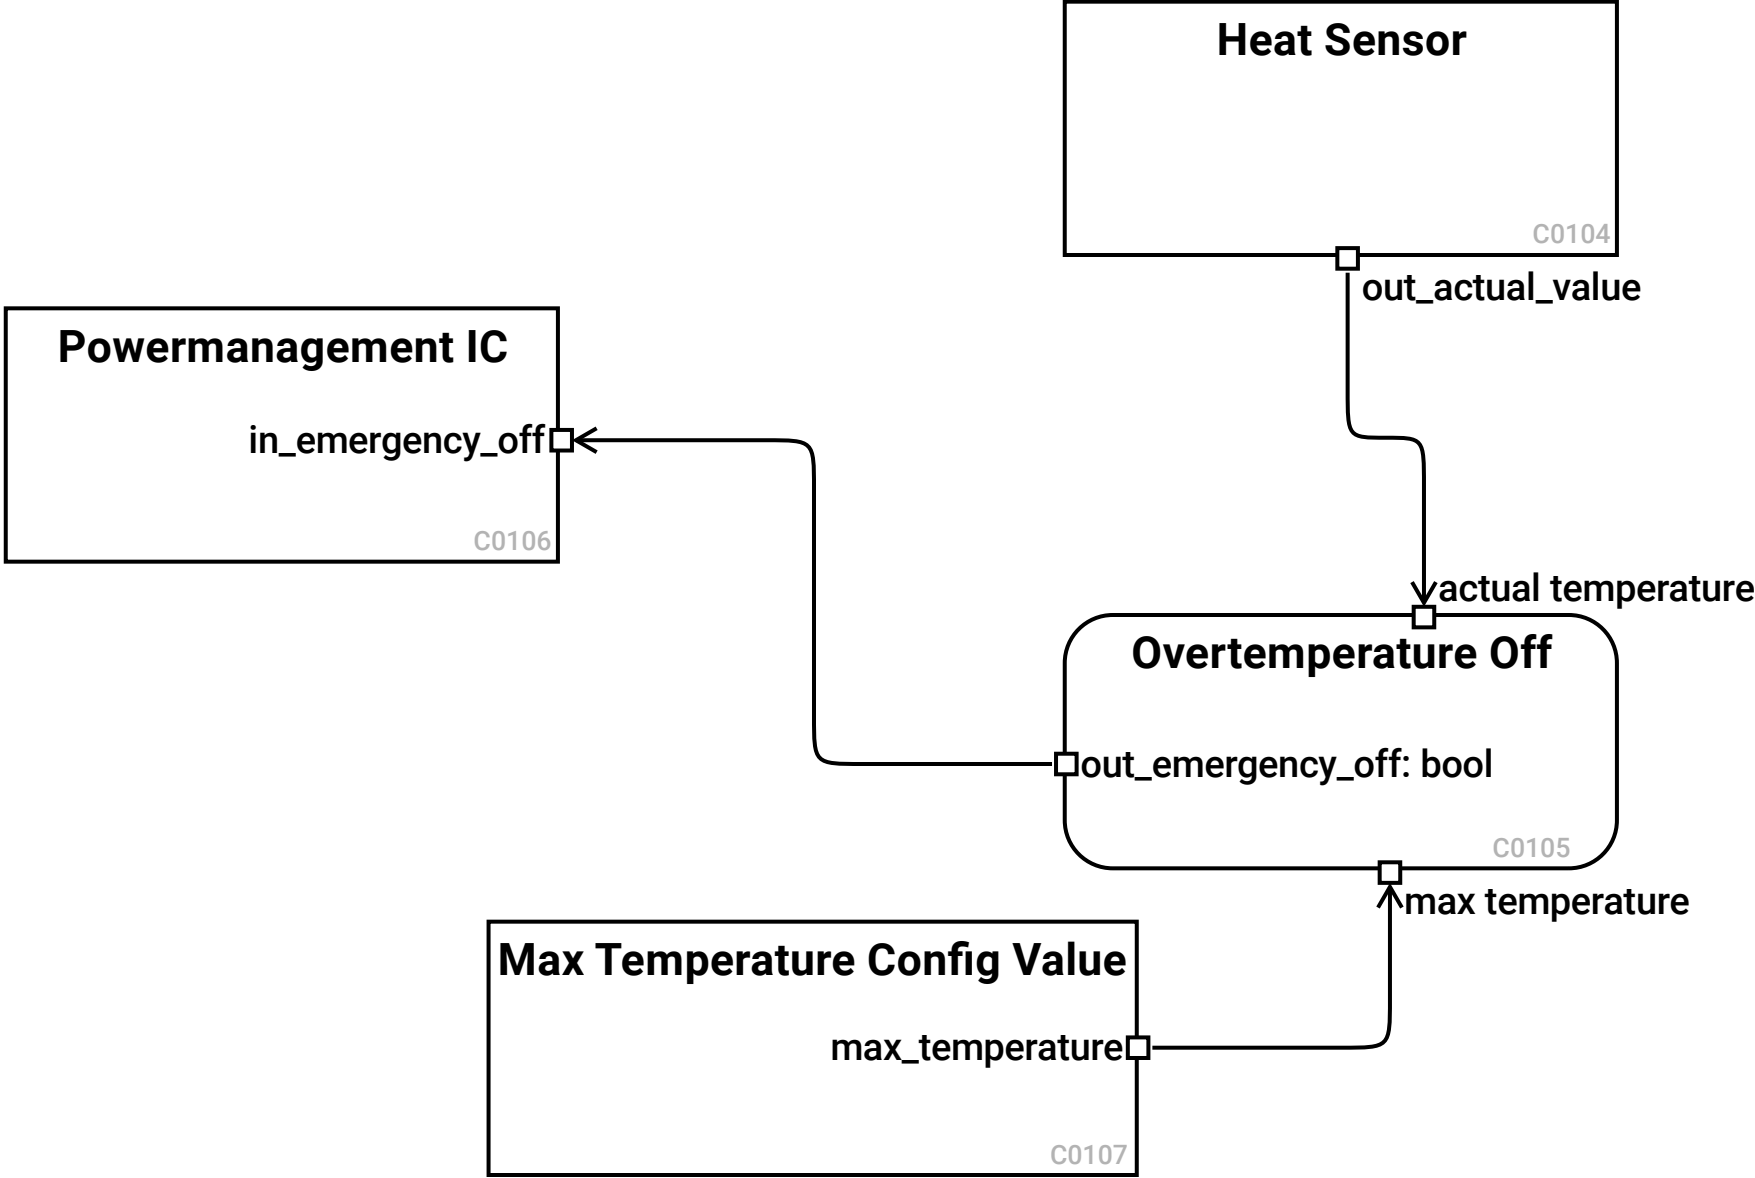 Heat Sensor
C0104
out_actual_value
Powermanagement IC
in_emergency_off
C0106
actual temperature
Overtemperature Off
out_emergency_off: bool
C0105
max temperature
Max Temperature Config Value
max_temperature
C0107